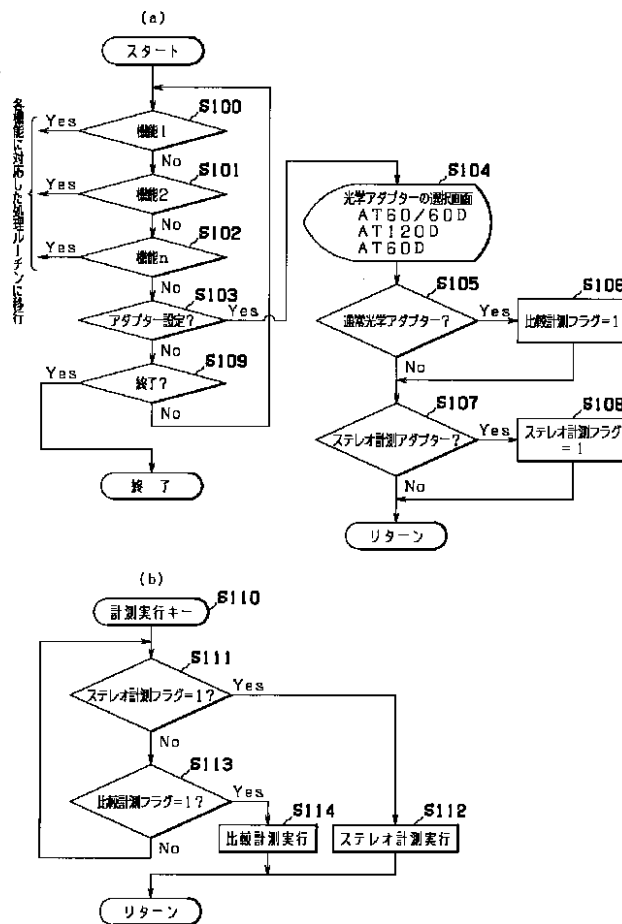 (a)
スタート
S100
機能1
Yes
No
S101
機能2
Yes
No
S102
機能n
Yes
No
各機能に対応した処理ルーチンに移行
S103
アダプター設定?
Yes
No
S109
終了?
Yes
No
終 了
S104
光学アダプターの選択画面
AT60/60D
AT120D
AT60D
S105
通常光学アダプター?
Yes
No
S106
比較計測フラグ=1
S107
ステレオ計測アダプター?
Yes
No
S108
ステレオ計測フラグ
=1
リターン
(b)
計測実行キー
S110
S111
ステレオ計測フラグ=1?
Yes
No
S113
比較計測フラグ=1?
Yes
No
S114
比較計測実行
S112
ステレオ計測実行
リターン